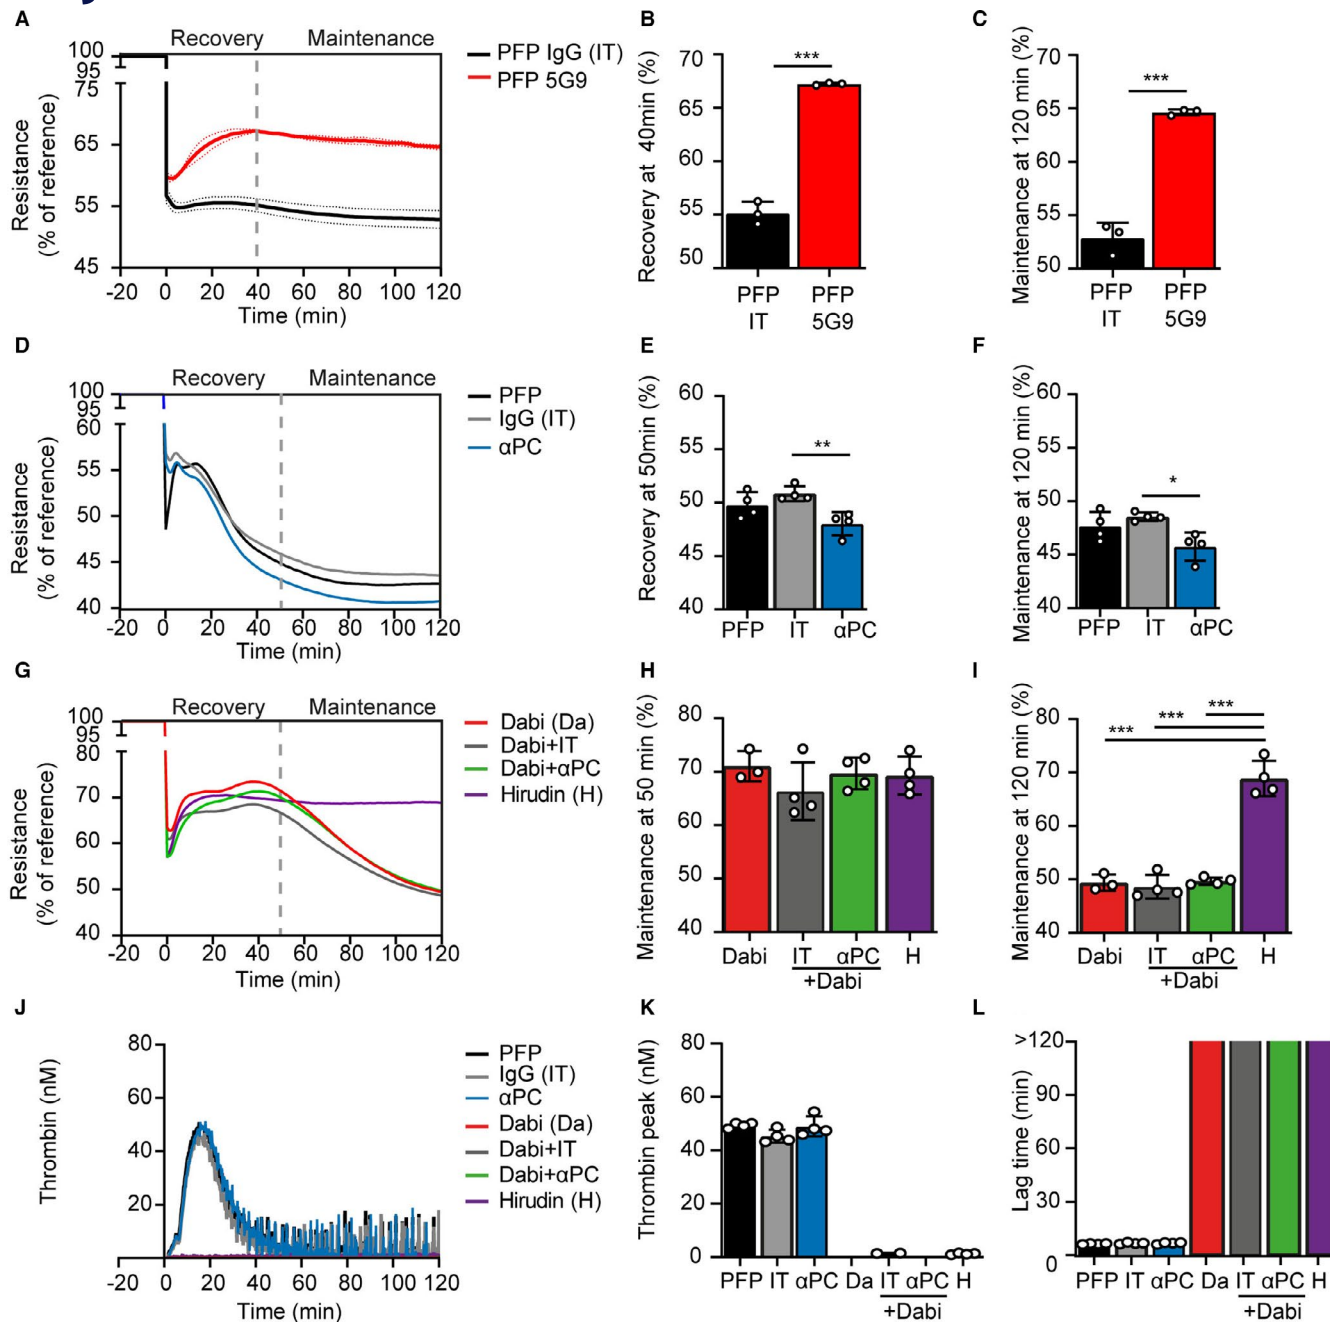 A
Recovery
Maintenance
100
95
75
65
55
45
Resistance
(% of reference)
-20 0 20 40 60 80 100 120
Time (min)
PFP IgG (IT)
PFP 5G9
B
Recovery at 40min (%)
70
65
60
55
50
***
PFP PFP
IT 5G9
C
Maintenance at 120 min (%)
70
65
60
55
50
***
PFP PFP
IT 5G9
D
Recovery
Maintenance
100
95
60
55
50
45
40
Resistance
(% of reference)
-20 0 20 40 60 80 100 120
Time (min)
PFP
IgG (IT)
αPC
E
Recovery at 50min (%)
60
55
50
45
40
**
PFP IT αPC
F
Maintenance at 120 min (%)
60
55
50
45
40
*
PFP IT αPC
G
Recovery
Maintenance
100
95
80
70
60
50
40
Resistance
(% of reference)
-20 0 20 40 60 80 100 120
Time (min)
Dabi (Da)
Dabi+IT
Dabi+αPC
Hirudin (H)
H
Maintenance at 50 min (%)
80
70
60
50
40
Dabi IT αPC H
+Dabi
I
Maintenance at 120 min (%)
80
70
60
50
40
***
***
***
Dabi IT αPC H
+Dabi
J
Thrombin (nM)
80
60
40
20
-20 0 20 40 60 80 100 120
Time (min)
PFP
IgG (IT)
αPC
Dabi (Da)
Dabi+IT
Dabi+αPC
Hirudin (H)
K
Thrombin peak (nM)
80
60
40
20
0
PFP IT αPC Da IT αPC H
+Dabi
L
Lag time (min)
>120
90
60
30
0
PFP IT αPC Da IT αPC H
+Dabi